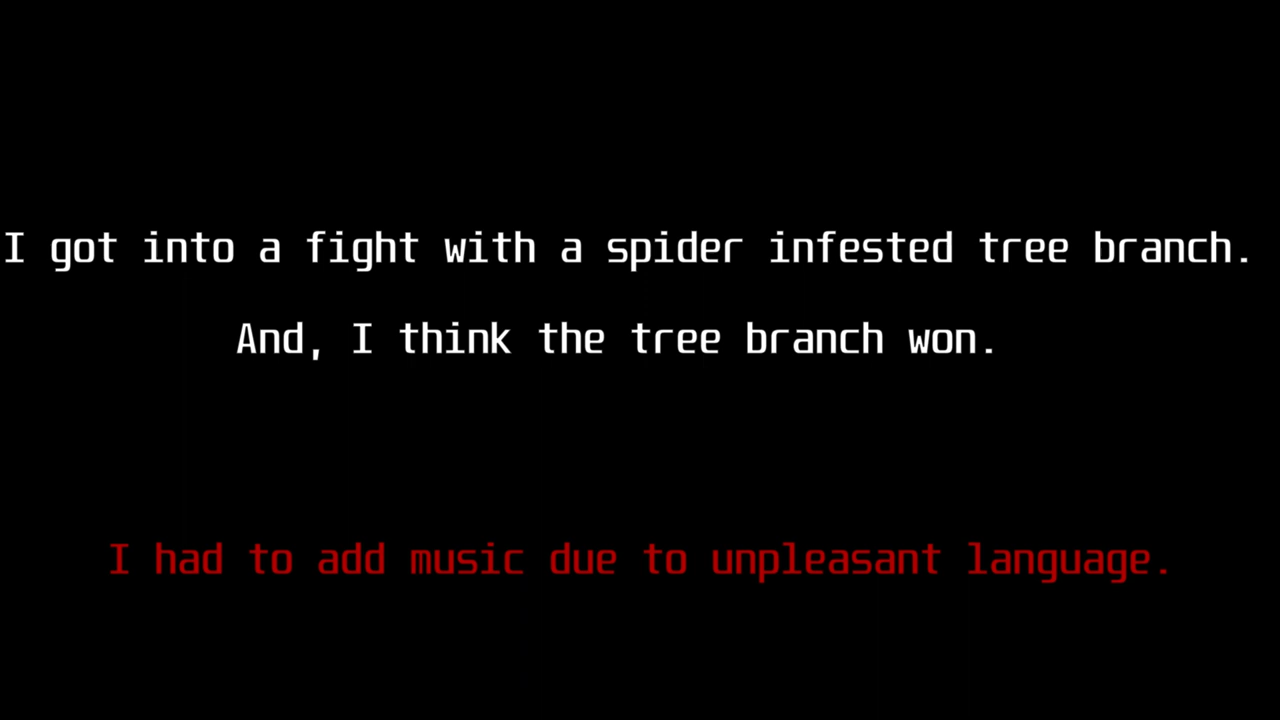 I got into a fight with a spider infested tree branch.
And, I think the tree branch won.
I had to add music due to unpleasant language.